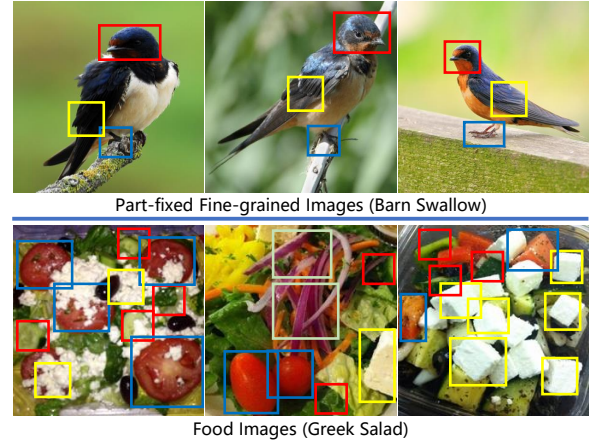 Part-fixed Fine-grained Images (Barn Swallow)
Food Images (Greek Salad)